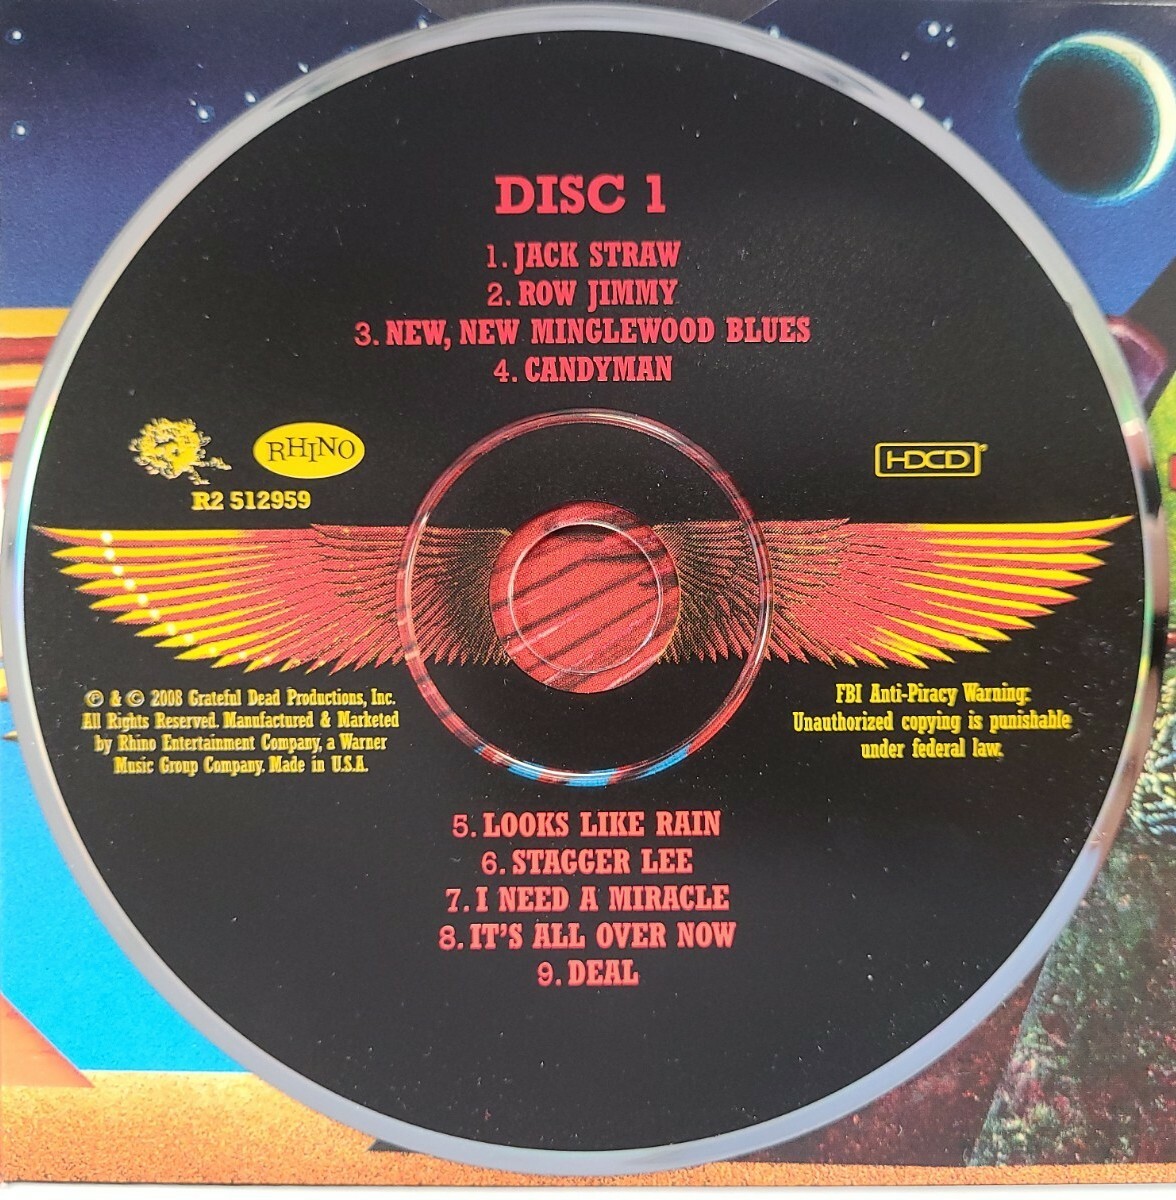 DISC 1
1. JACK STRAW
2. ROW JIMMY
3. NEW, NEW MINGLEWOOD BLUES
4. CANDYMAN
RHINO
HDCD
R2 512959
℗ & © 2008 Grateful Dead Productions, Inc.
All Rights Reserved. Manufactured & Marketed
by Rhino Entertainment Company, a Warner
Music Group Company. Made in U.S.A.
FBI Anti-Piracy Warning:
Unauthorized copying is punishable
under federal law.
5. LOOKS LIKE RAIN
6. STAGGER LEE
7. I NEED A MIRACLE
8. IT'S ALL OVER NOW
9. DEAL